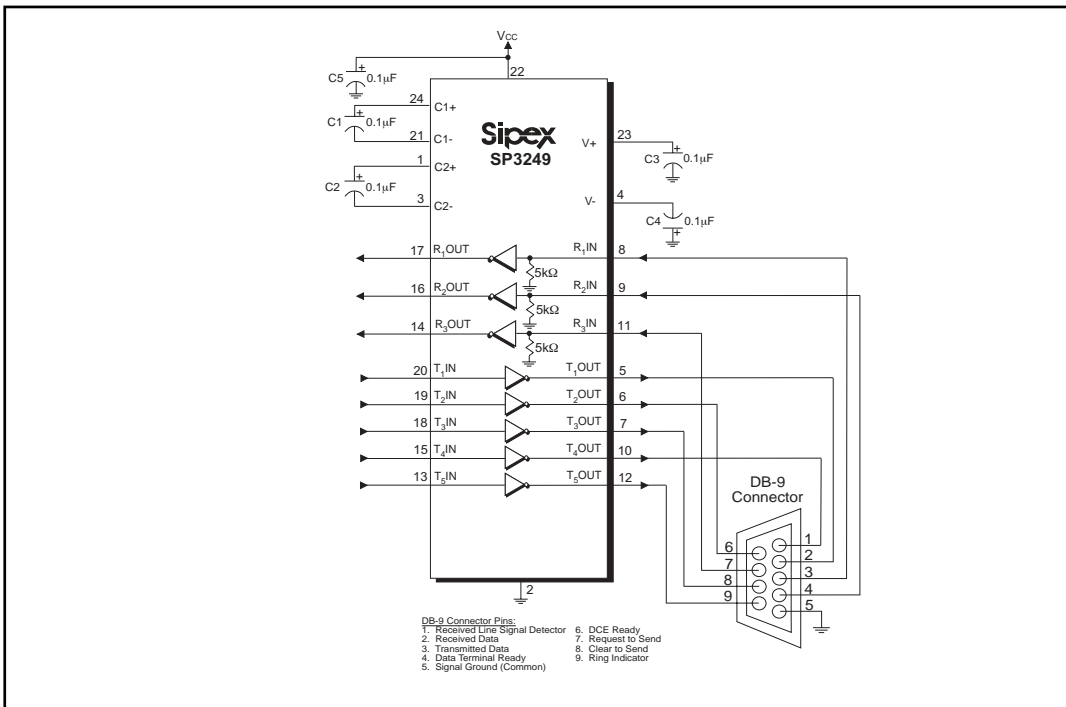 VCC
22
C5 + 0.1µF
24 C1+
C1 + 0.1µF
21 C1-
1 C2+
C2 + 0.1µF
3 C2-
Sipex
SP3249
V+ 23
C3 + 0.1µF
V- 4
C4 0.1µF +
17 R1OUT R1IN 8
5kΩ
16 R2OUT R2IN 9
5kΩ
14 R3OUT R3IN 11
5kΩ
20 T1IN T1OUT 5
19 T2IN T2OUT 6
18 T3IN T3OUT 7
15 T4IN T4OUT 10
13 T5IN T5OUT 12
2
DB-9
Connector
6
7
8
9
1
2
3
4
5
DB-9 Connector Pins:
1. Received Line Signal Detector
2. Received Data
3. Transmitted Data
4. Data Terminal Ready
5. Signal Ground (Common)
6. DCE Ready
7. Request to Send
8. Clear to Send
9. Ring Indicator